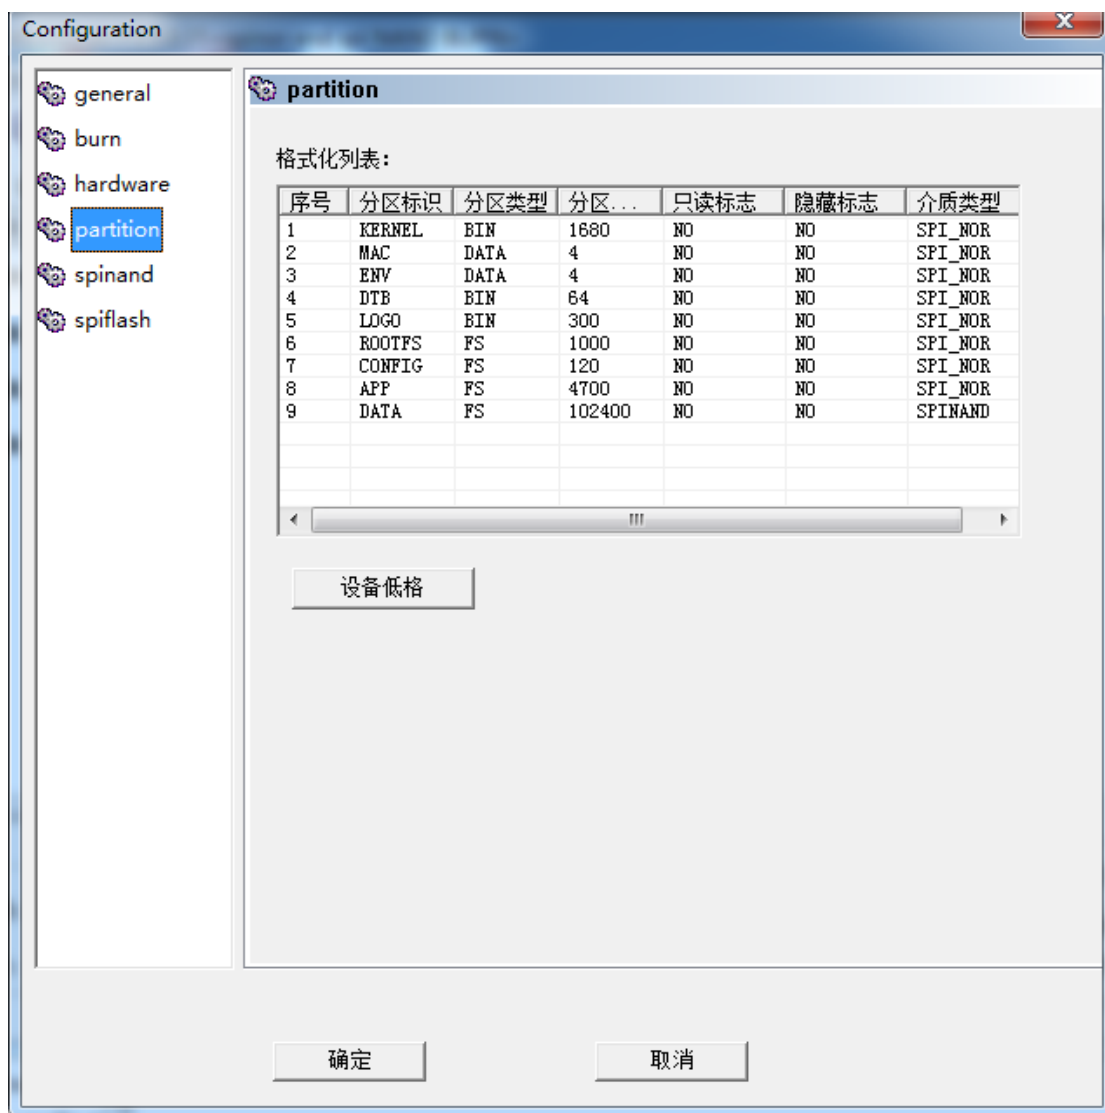 Configuration
general
burn
hardware
partition
spinand
spiflash
partition
格式化列表:
序号 分区标识 分区类型 分区... 只读标志 隐藏标志 介质类型
1 KERNEL BIN 1680 NO NO SPI_NOR
2 MAC DATA 4 NO NO SPI_NOR
3 ENV DATA 4 NO NO SPI_NOR
4 DTB BIN 64 NO NO SPI_NOR
5 LOGO BIN 300 NO NO SPI_NOR
6 ROOTFS FS 1000 NO NO SPI_NOR
7 CONFIG FS 120 NO NO SPI_NOR
8 APP FS 4700 NO NO SPI_NOR
9 DATA FS 102400 NO NO SPINAND
设备低格
确定 取消